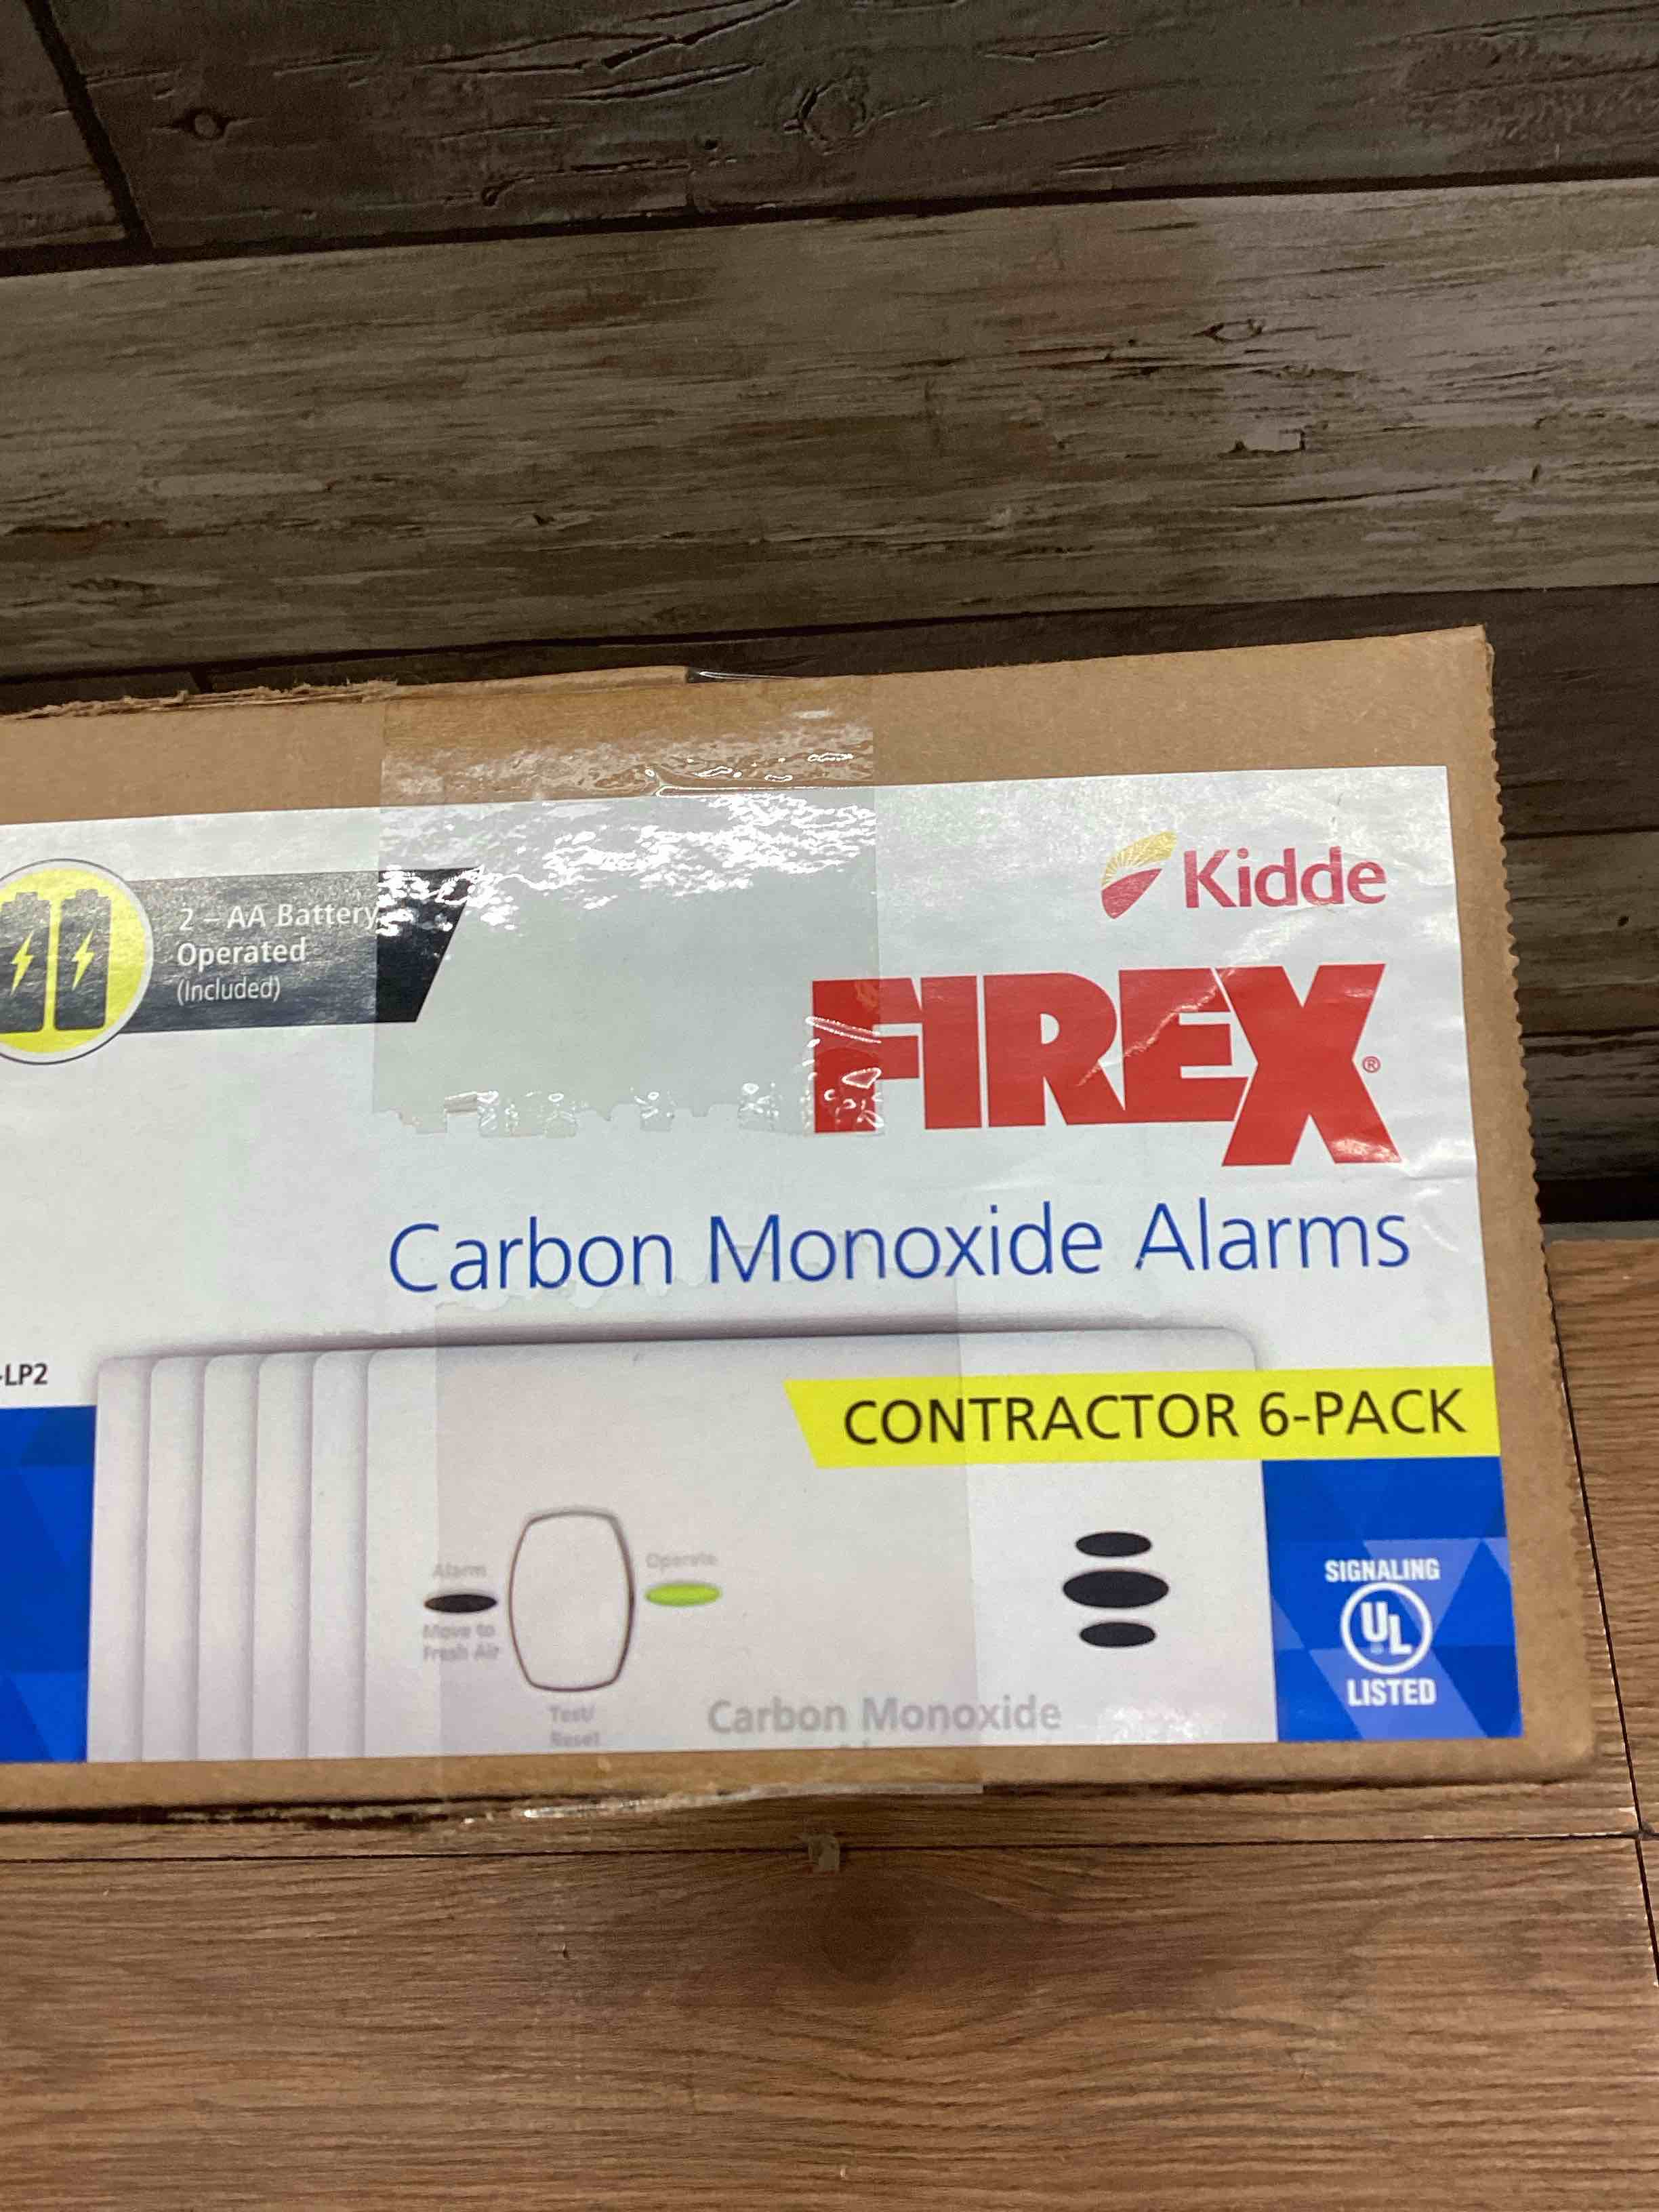 2 – AA Battery
Operated
(Included)
Kidde
FIREX®
Carbon Monoxide Alarms
-LP2
CONTRACTOR 6-PACK
Alarm
Operate
Move to
Fresh Air
Test/
Reset
Carbon Monoxide
SIGNALING
UL
LISTED